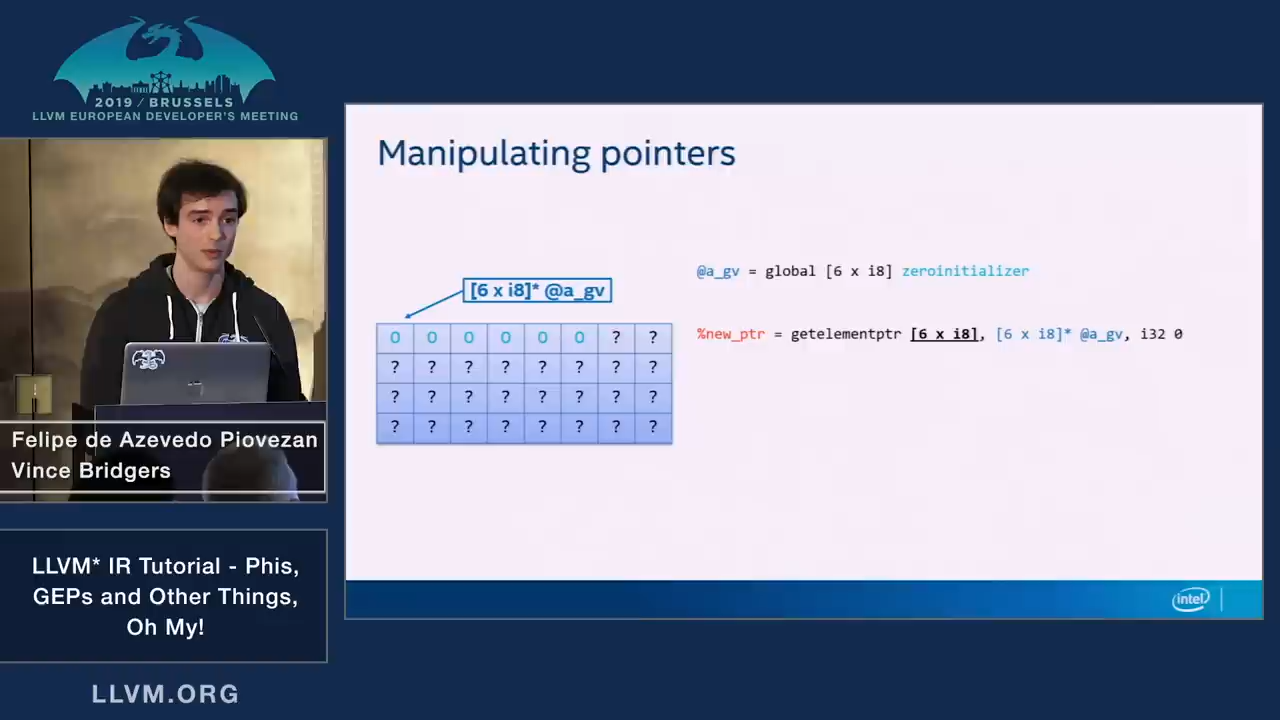 2019 / BRUSSELS
LLVM EUROPEAN DEVELOPER'S MEETING
Felipe de Azevedo Piovezan
Vince Bridgers
LLVM* IR Tutorial - Phis,
GEPs and Other Things,
Oh My!
LLVM.ORG
Manipulating pointers
[6 x i8]* @a_gv
0 0 0 0 0 0 ? ?
? ? ? ? ? ? ? ?
? ? ? ? ? ? ? ?
? ? ? ? ? ? ? ?
@a_gv = global [6 x i8] zeroinitializer
%new_ptr = getelementptr [6 x i8], [6 x i8]* @a_gv, i32 0
intel